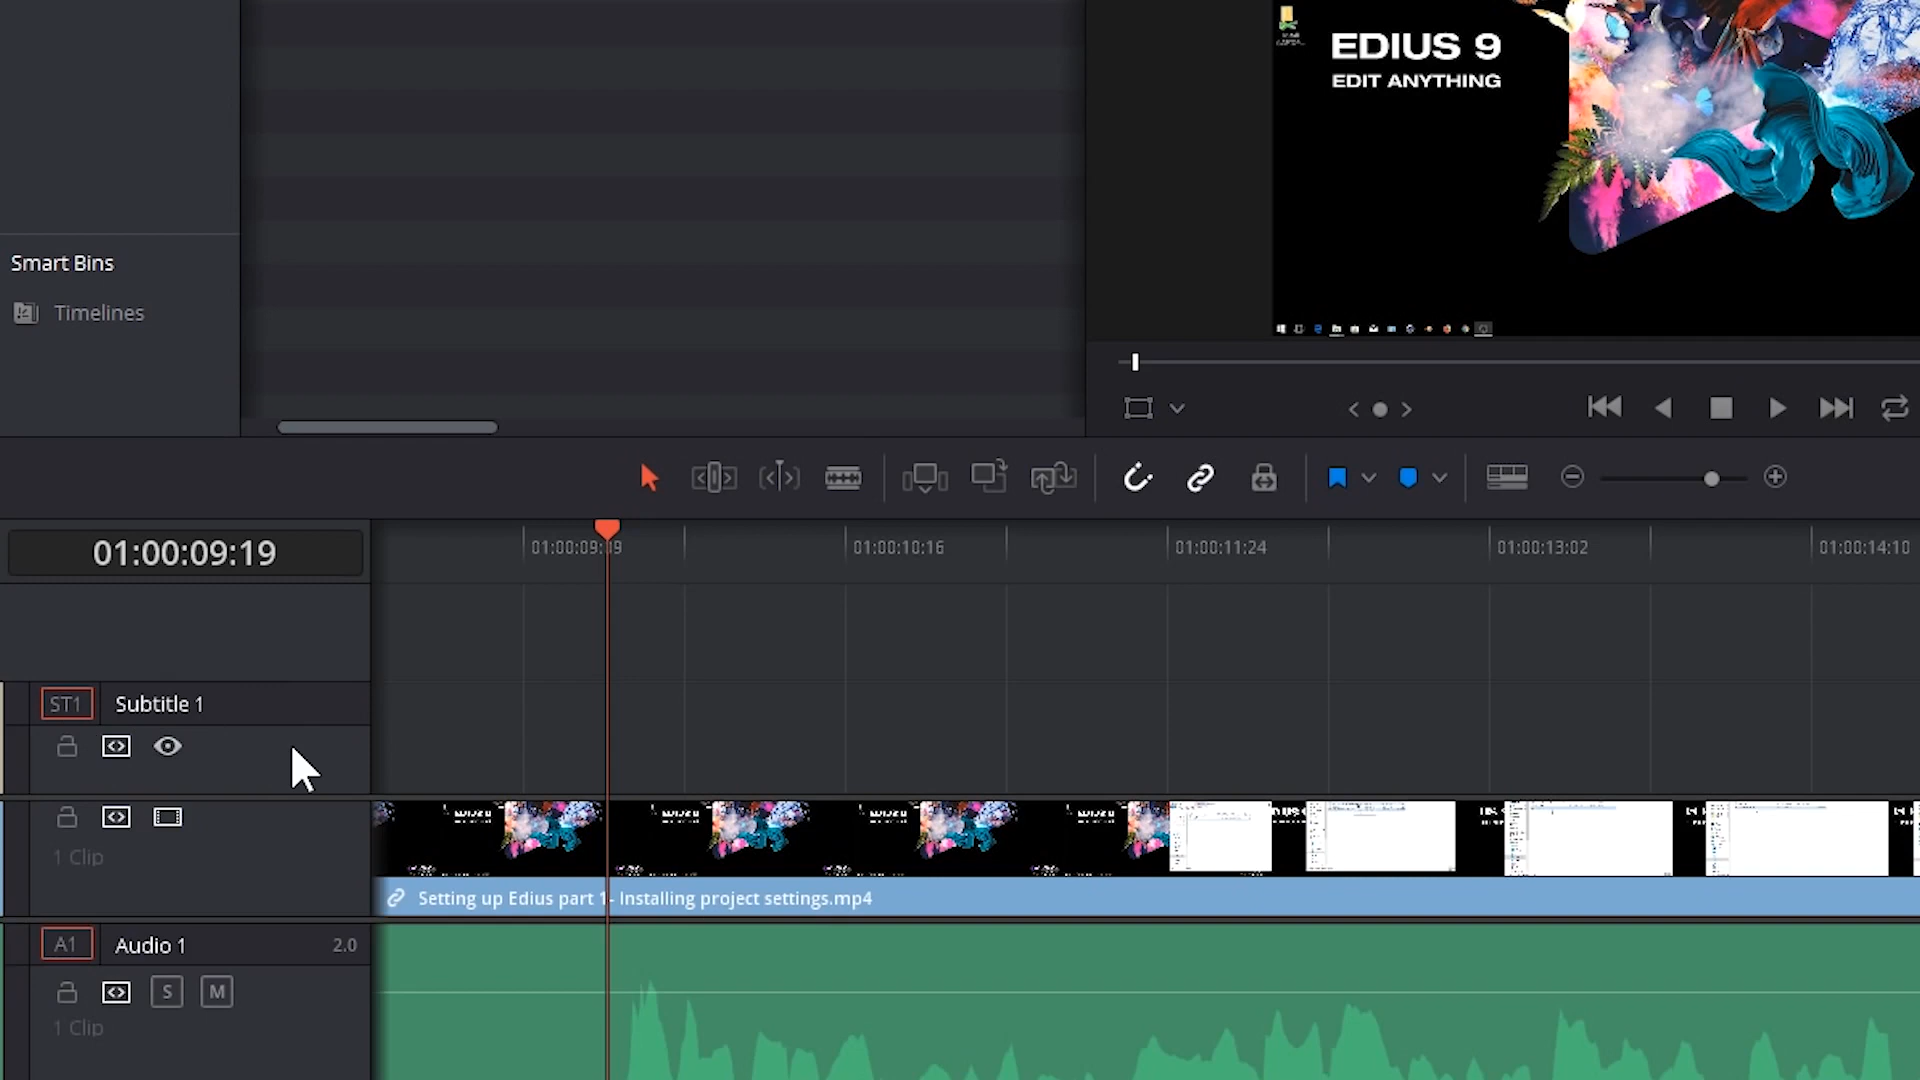 EDIUS 9
EDIT ANYTHING
Smart Bins
Timelines
01:00:09:19
01:00:10:16
01:00:11:24
01:00:13:02
01:00:14:10
ST1 Subtitle 1
1 Clip
Setting up Edius part 1- Installing project settings.mp4
A1 Audio 1 2.0
S M
1 Clip